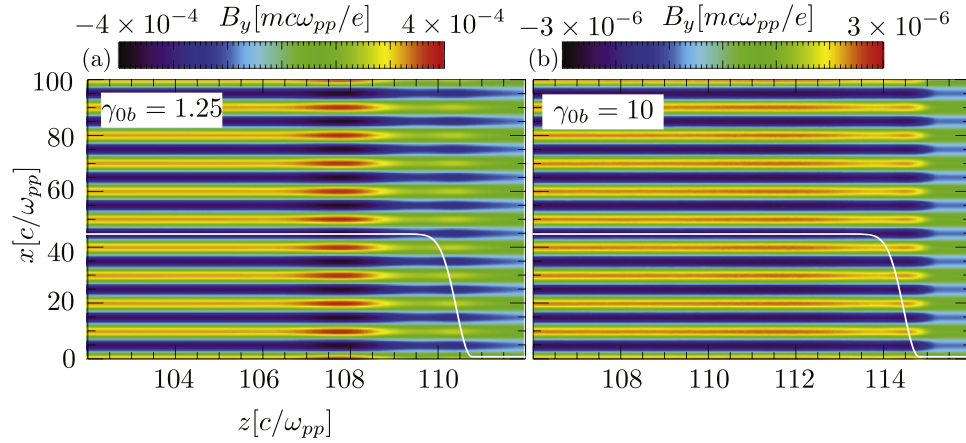 −4 × 10⁻⁴ B_y[mcω_pp/e] 4 × 10⁻⁴
−3 × 10⁻⁶ B_y[mcω_pp/e] 3 × 10⁻⁶
(a)
(b)
γ_0b = 1.25
γ_0b = 10
x[c/ω_pp]
100
80
60
40
20
0
104 106 108 110
108 110 112 114
z[c/ω_pp]